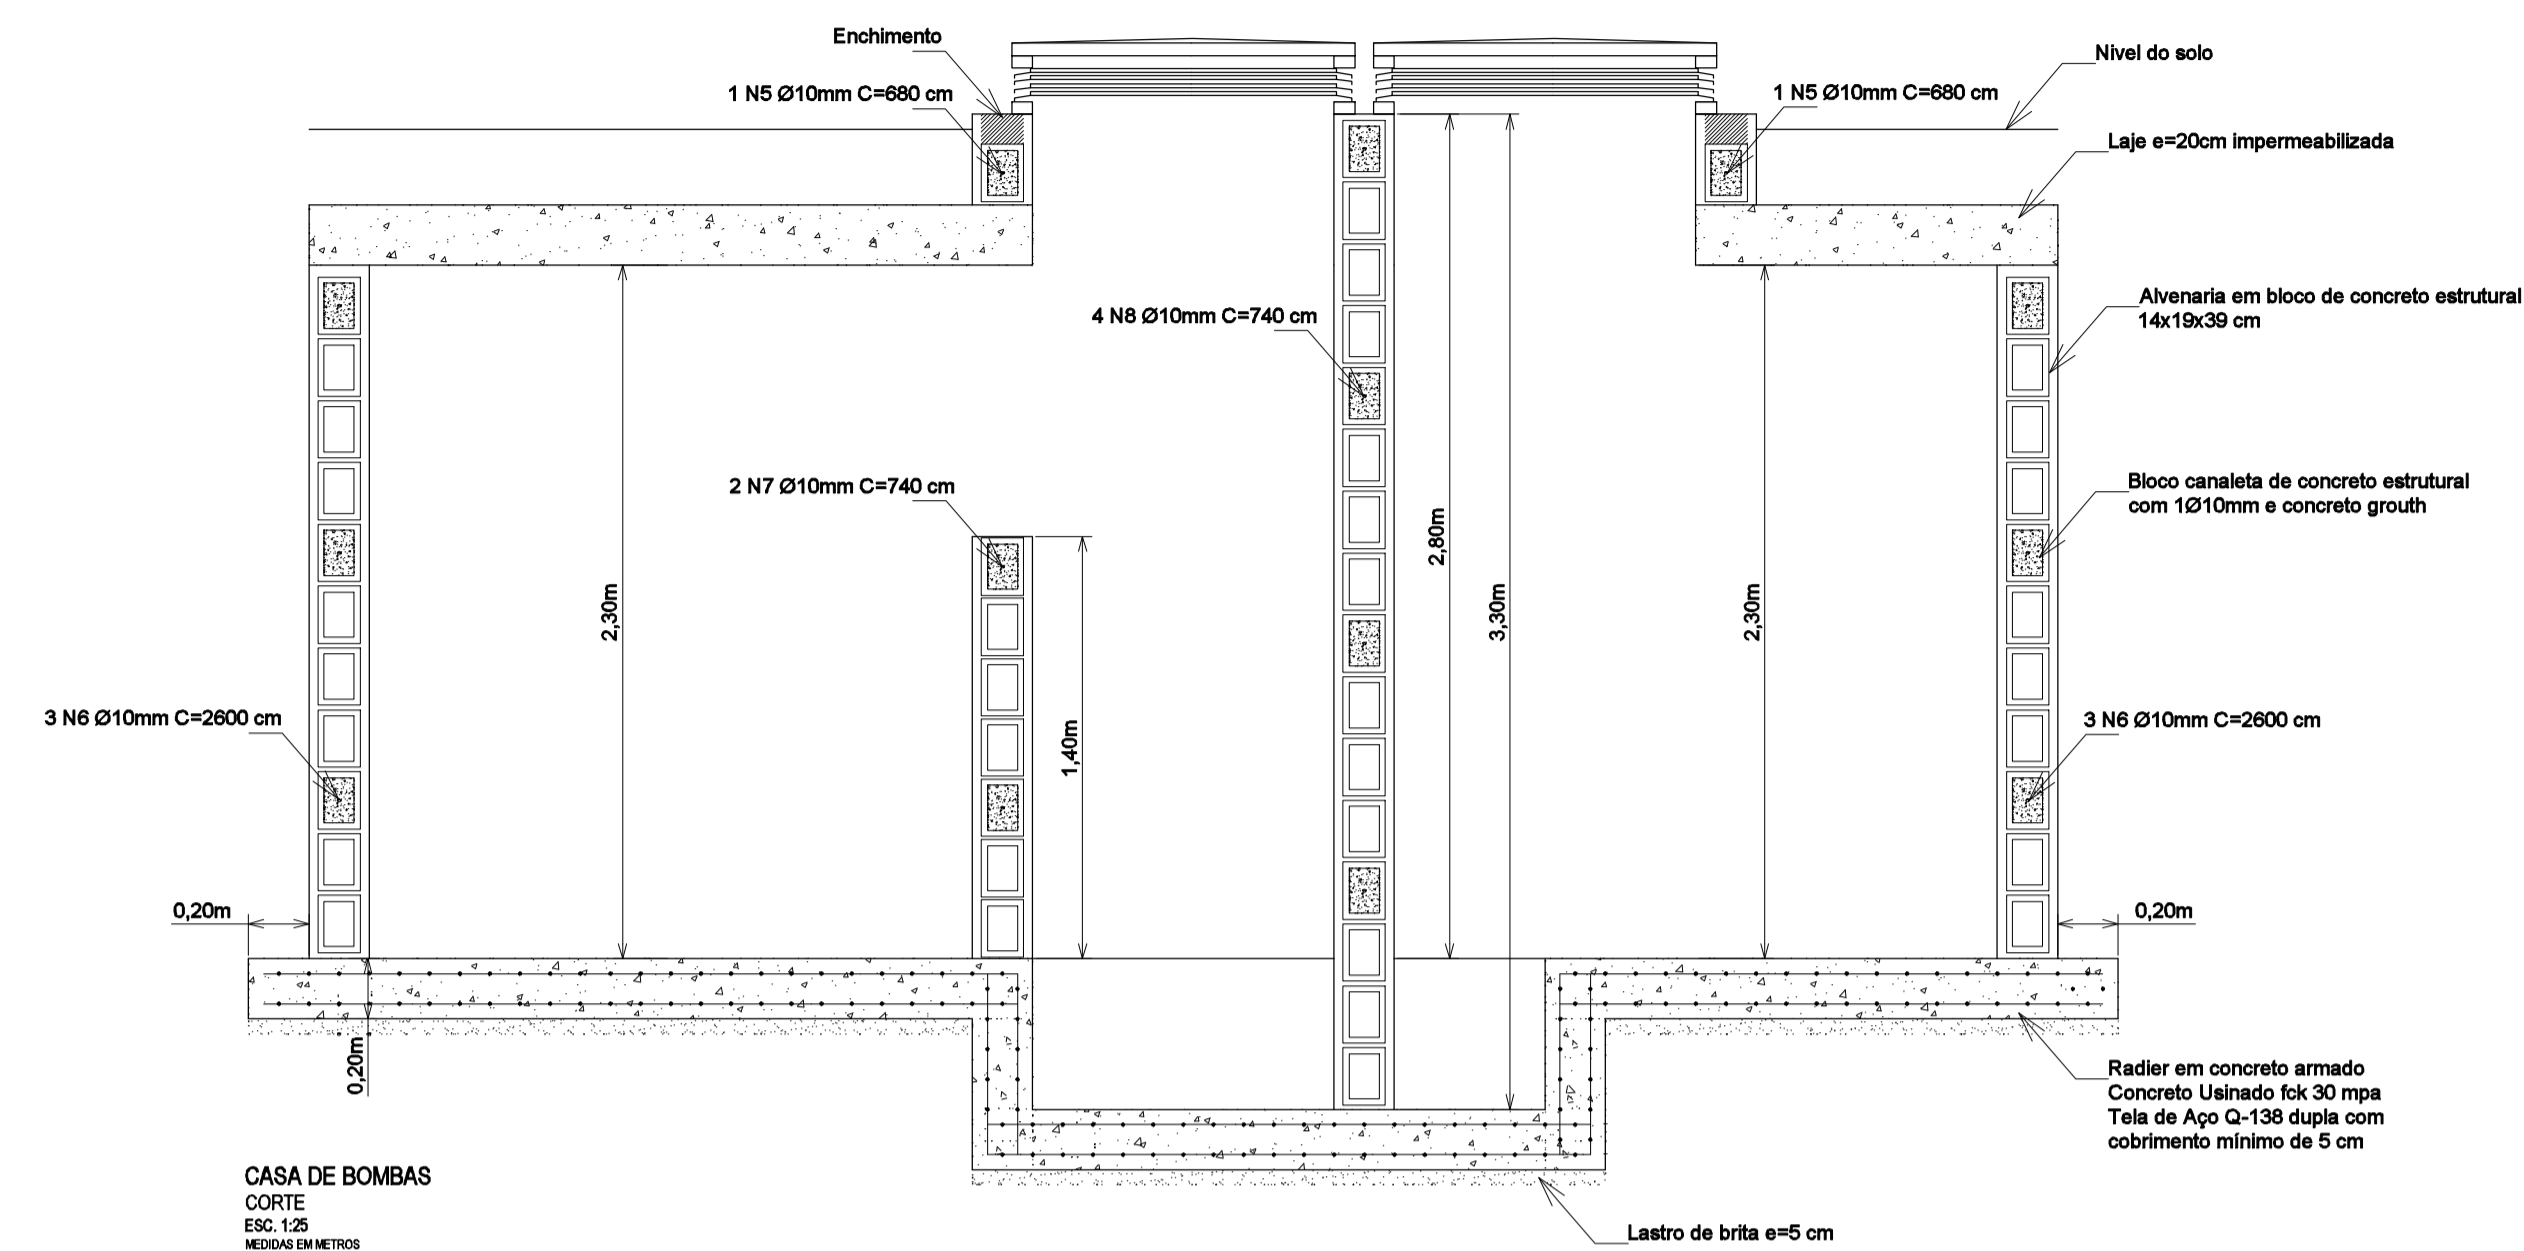 Enchimento
Nivel do solo
1 N5 Ø10mm C=680 cm
1 N5 Ø10mm C=680 cm
Laje e=20cm impermeabilizada
Alvenaria em bloco de concreto estrutural
14x19x39 cm
4 N8 Ø10mm C=740 cm
2 N7 Ø10mm C=740 cm
Bloco canaleta de concreto estrutural
com 1Ø10mm e concreto grouth
2,80m
2,30m
3,30m
2,30m
1,40m
3 N6 Ø10mm C=2600 cm
3 N6 Ø10mm C=2600 cm
0,20m
0,20m
0,20m
Radier em concreto armado
Concreto Usinado fck 30 mpa
Tela de Aço Q-138 dupla com
cobrimento mínimo de 5 cm
CASA DE BOMBAS
CORTE
ESC. 1:25
MEDIDAS EM METROS
Lastro de brita e=5 cm